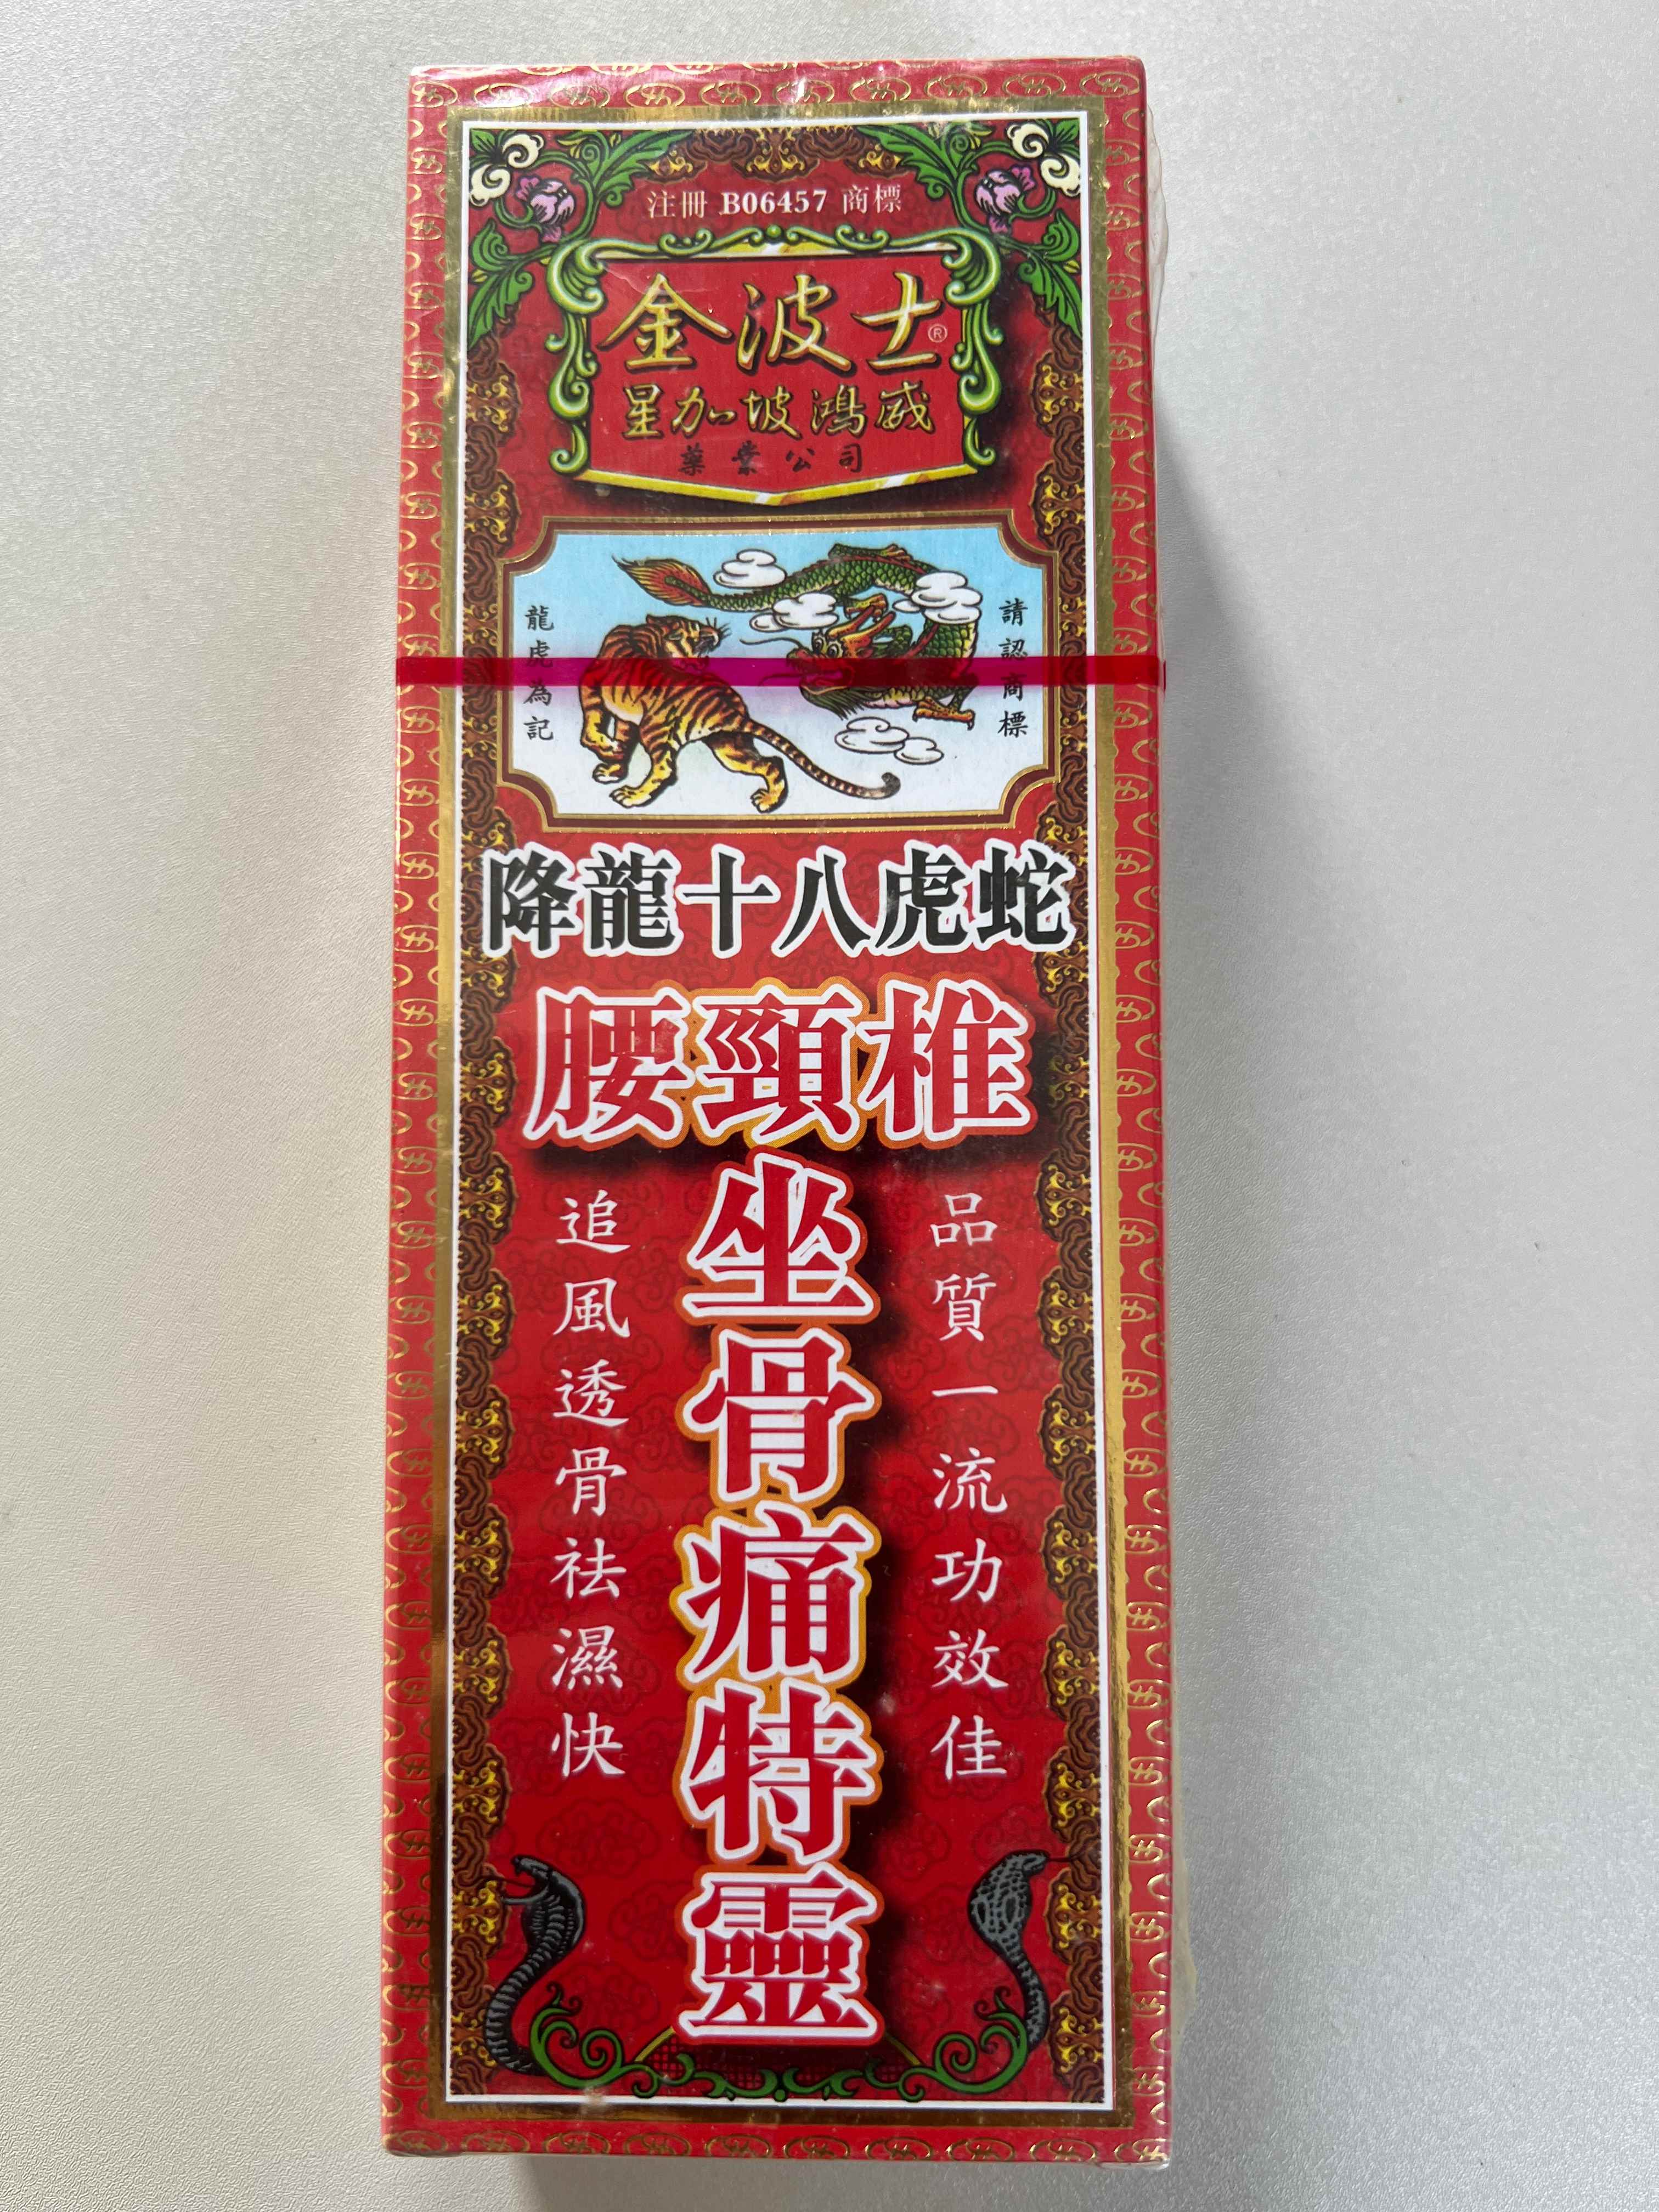 注冊 B06457 商標
金波士®
星加坡鴻威
藥業公司
請認商標
龍虎為記
降龍十八虎蛇
腰頸椎
坐骨痛特靈
品質一流功效佳
追風透骨祛濕快